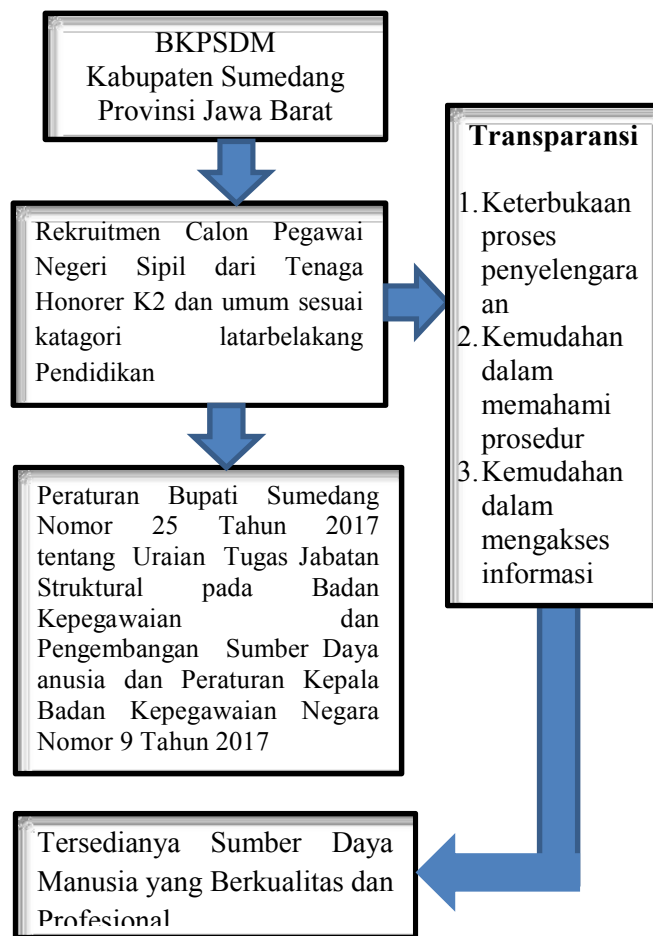 BKPSDM
Kabupaten Sumedang
Provinsi Jawa Barat
Rekruitmen Calon Pegawai
Negeri Sipil dari Tenaga
Honorer K2 dan umum sesuai
katagori latarbelakang
Pendidikan
Transparansi
1. Keterbukaan
proses
penyelengara
an
2. Kemudahan
dalam
memahami
prosedur
3. Kemudahan
dalam
mengakses
informasi
Peraturan Bupati Sumedang
Nomor 25 Tahun 2017
tentang Uraian Tugas Jabatan
Struktural pada Badan
Kepegawaian dan
Pengembangan Sumber Daya
anusia dan Peraturan Kepala
Badan Kepegawaian Negara
Nomor 9 Tahun 2017
Tersedianya Sumber Daya
Manusia yang Berkualitas dan
Profesional